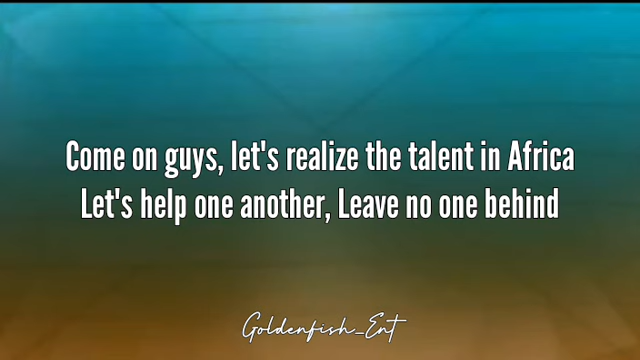 Come on guys, let's realize the talent in Africa
Let's help one another, Leave no one behind
Goldenfish_Ent